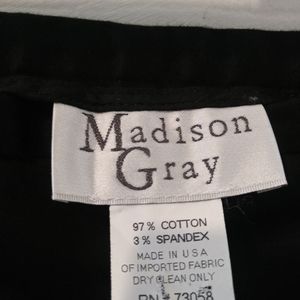 Madison
Gray
97% COTTON
3% SPANDEX
MADE IN U S A
OF IMPORTED FABRIC
DRY CLEAN ONLY
RN 73058